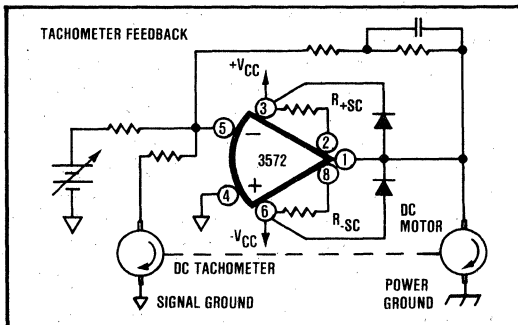 TACHOMETER FEEDBACK
+VCC
3
R+SC
5
−
2
3572
1
8
4
+
6
R-SC
-VCC
DC MOTOR
DC TACHOMETER
SIGNAL GROUND
POWER GROUND